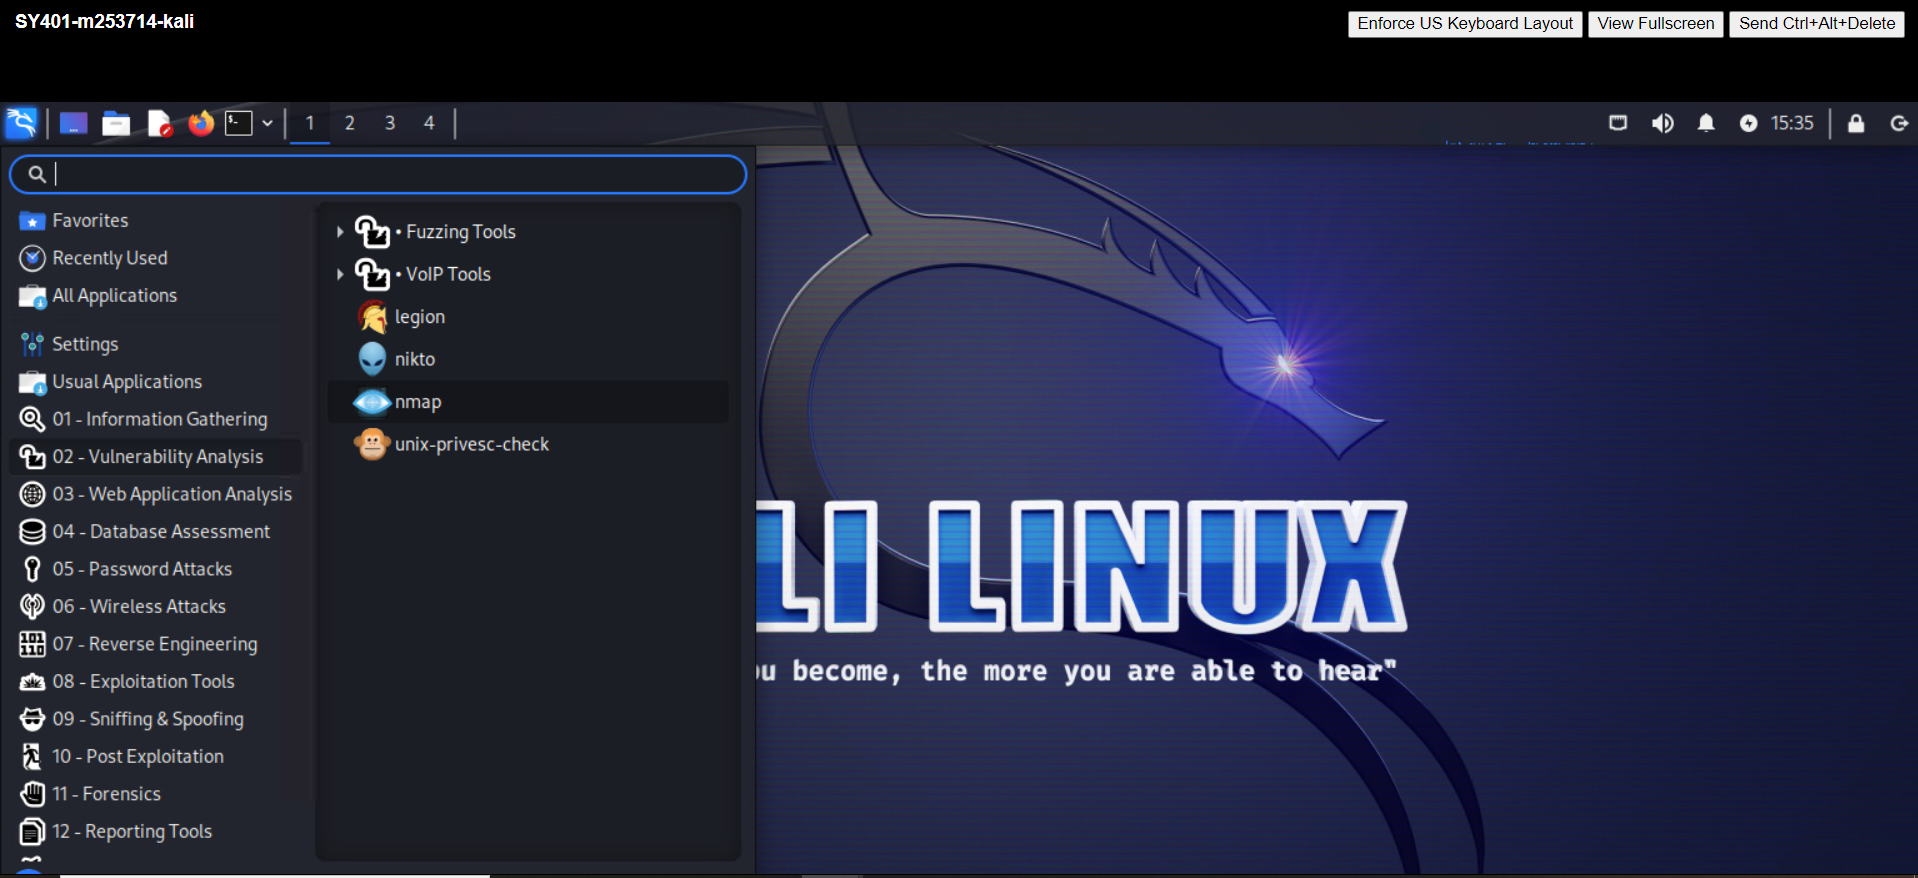 SY401-m253714-kali
Enforce US Keyboard Layout
View Fullscreen
Send Ctrl+Alt+Delete
1 2 3 4
15:35
Favorites
Recently Used
All Applications
Settings
Usual Applications
01 - Information Gathering
02 - Vulnerability Analysis
03 - Web Application Analysis
04 - Database Assessment
05 - Password Attacks
06 - Wireless Attacks
07 - Reverse Engineering
08 - Exploitation Tools
09 - Sniffing & Spoofing
10 - Post Exploitation
11 - Forensics
12 - Reporting Tools
• Fuzzing Tools
• VoIP Tools
legion
nikto
nmap
unix-privesc-check
LI LINUX
u become, the more you are able to hear"